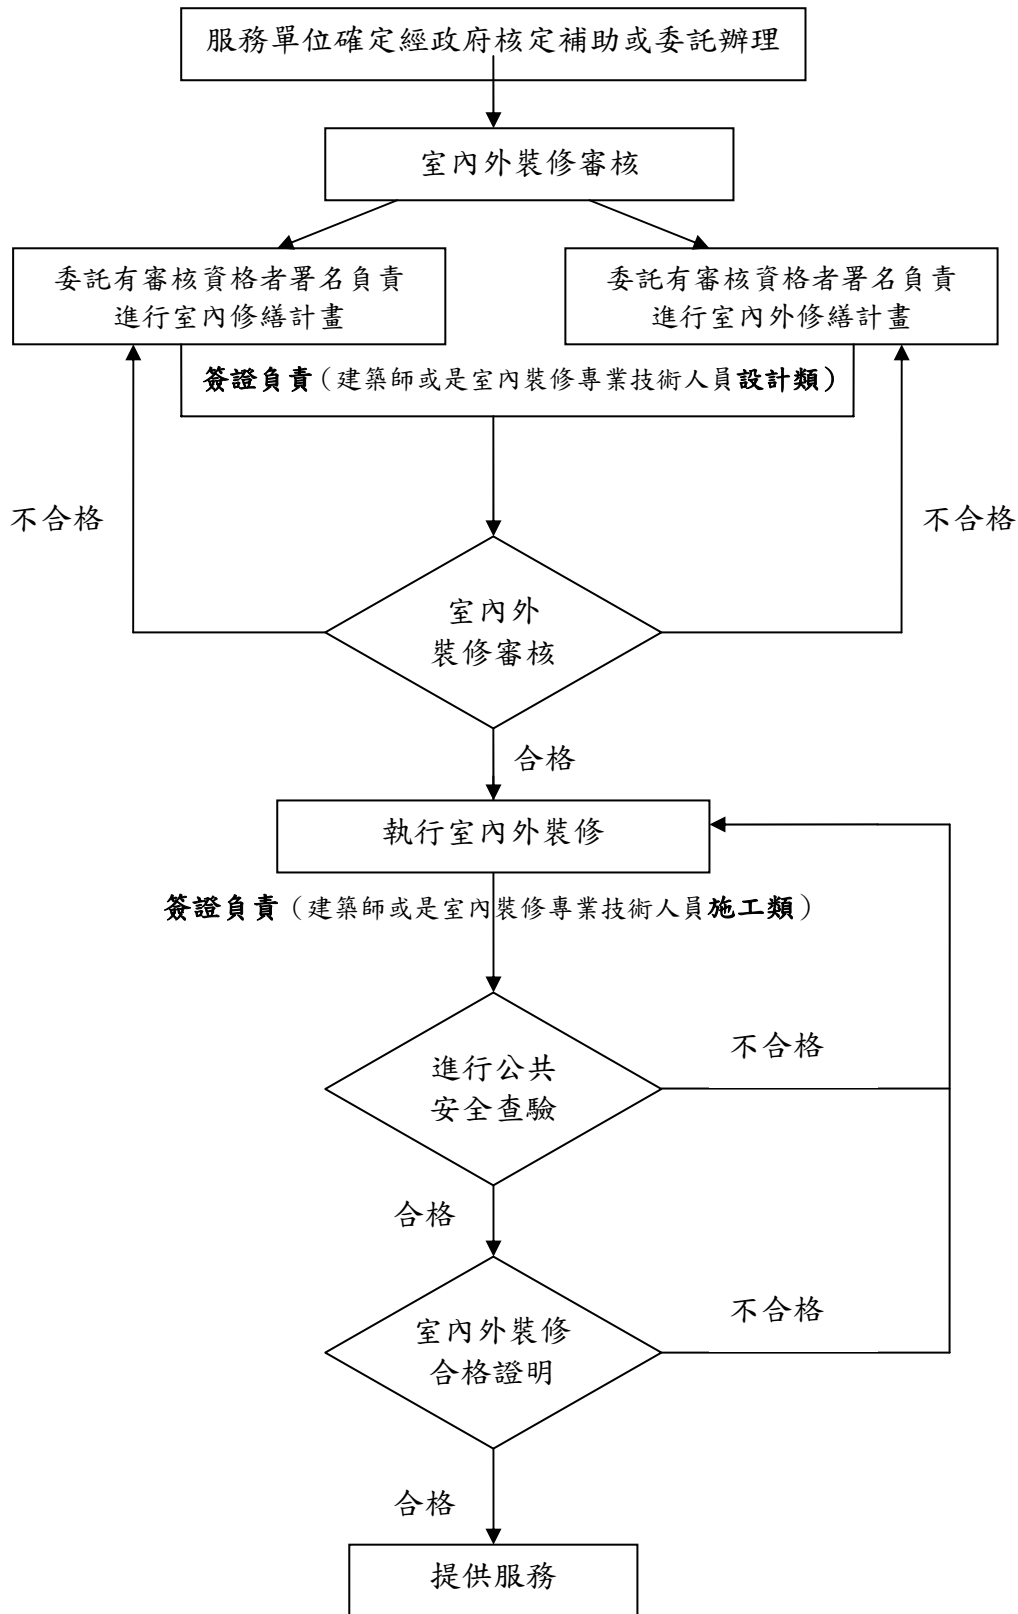 服務單位確定經政府核定補助或委託辦理
室內外裝修審核
委託有審核資格者署名負責
進行室內修繕計畫
委託有審核資格者署名負責
進行室內外修繕計畫
簽證負責（建築師或是室內裝修專業技術人員設計類）
不合格
不合格
室內外
裝修審核
合格
執行室內外裝修
簽證負責（建築師或是室內裝修專業技術人員施工類）
不合格
進行公共
安全查驗
合格
不合格
室內外裝修
合格證明
合格
提供服務